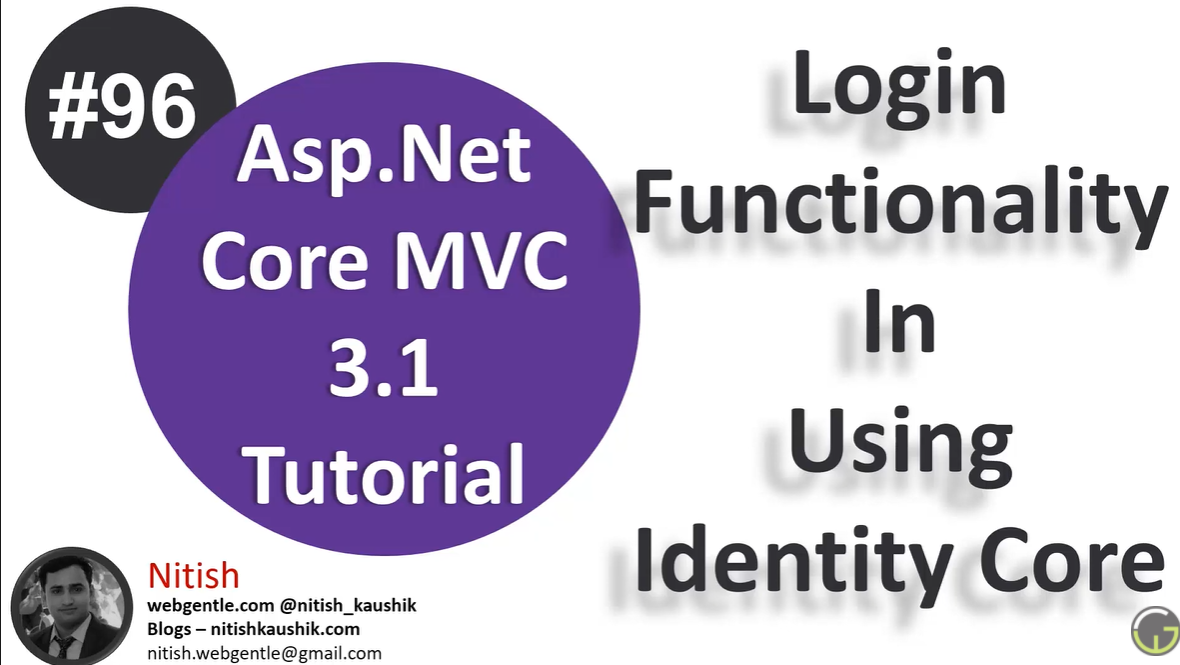 #96
Asp.Net
Core MVC
3.1
Tutorial
Login
Functionality
In
Using
Identity Core
Nitish
webgentle.com @nitish_kaushik
Blogs – nitishkaushik.com
nitish.webgentle@gmail.com